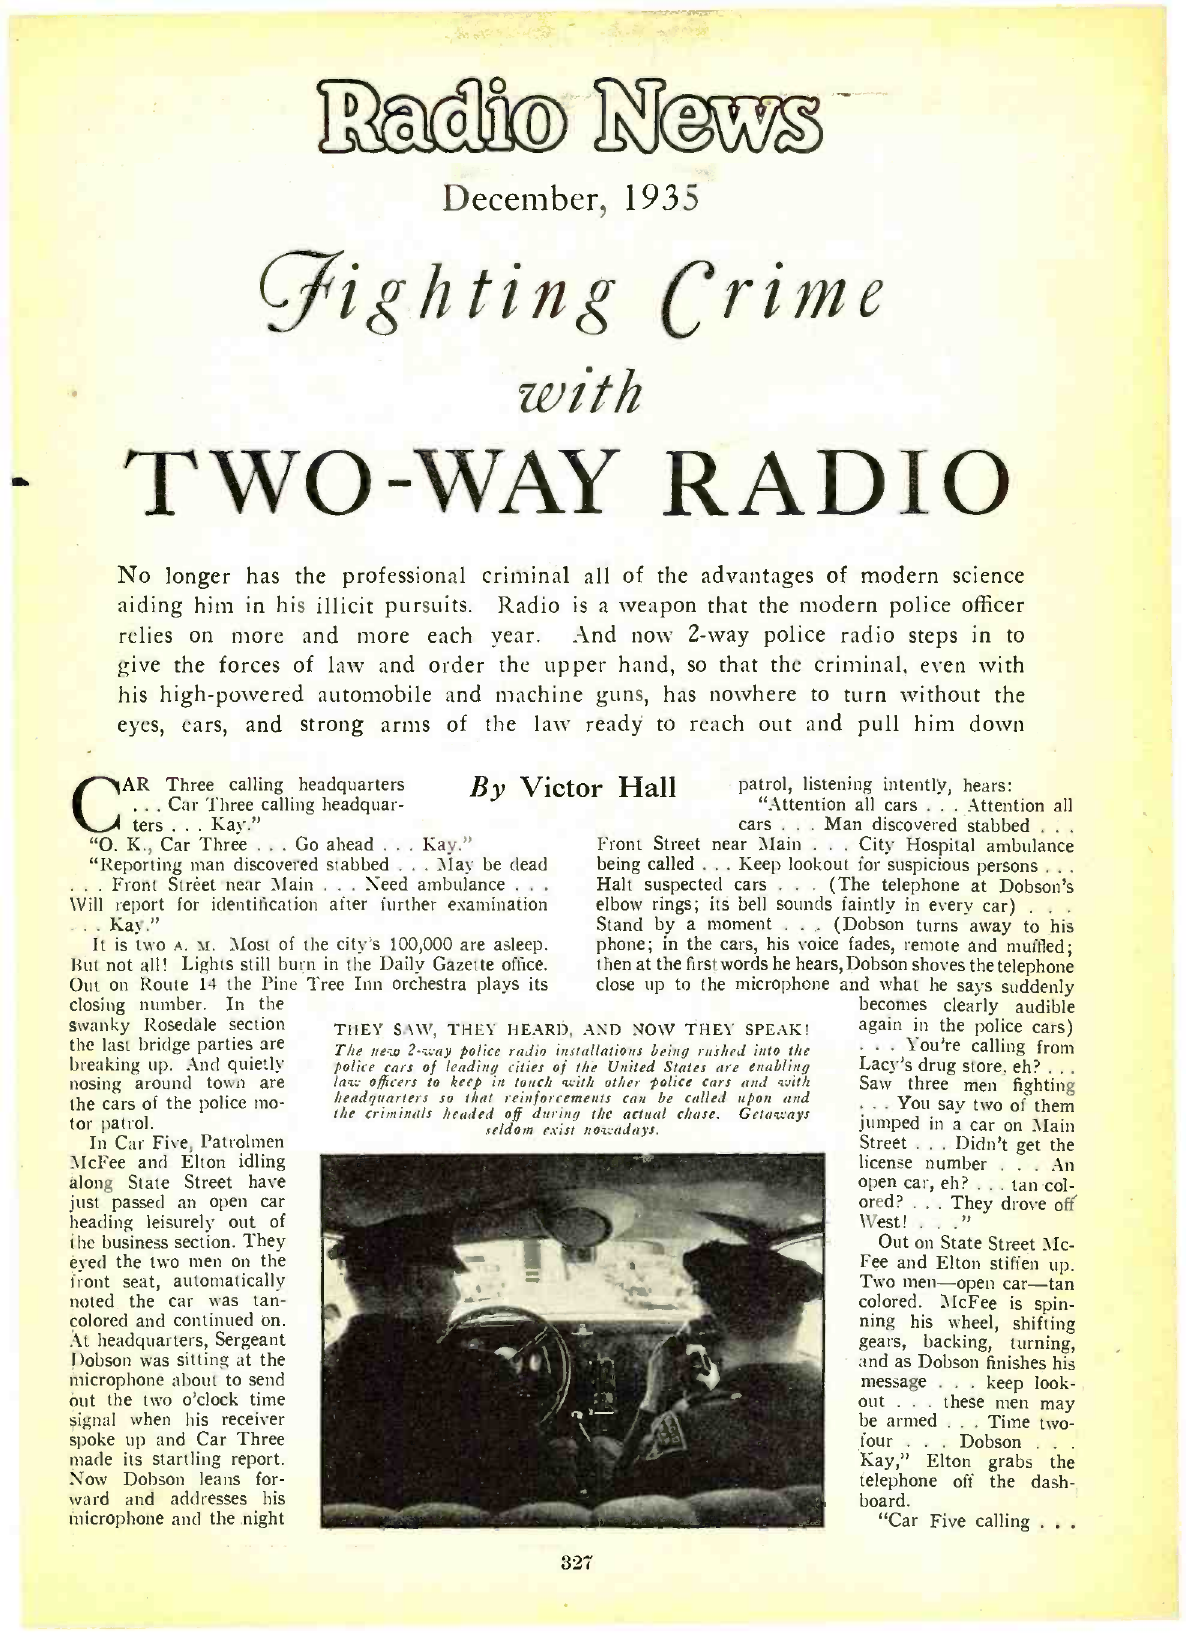 Radio News
December, 1935
Fighting Crime
with
TWO-WAY RADIO
No longer has the professional criminal all of the advantages of modern science
aiding him in his illicit pursuits. Radio is a weapon that the modern police officer
relies on more and more each year. And now 2-way police radio steps in to
give the forces of law and order the upper hand, so that the criminal, even with
his high-powered automobile and machine guns, has nowhere to turn without the
eyes, ears, and strong arms of the law ready to reach out and pull him down
By Victor Hall
CAR Three calling headquarters
. . . Car Three calling headquar-
ters . . . Kay.”
“O. K., Car Three . . . Go ahead . . . Kay.”
“Reporting man discovered stabbed . . . May be dead
. . . Front Street near Main . . . Need ambulance . . .
Will report for identification after further examination
. . . Kay.”
It is two A. M. Most of the city's 100,000 are asleep.
But not all! Lights still burn in the Daily Gazette office.
Out on Route 14 the Pine Tree Inn orchestra plays its
closing number. In the
swanky Rosedale section
the last bridge parties are
breaking up. And quietly
nosing around town are
the cars of the police mo-
tor patrol.
In Car Five, Patrolmen
McFee and Elton idling
along State Street have
just passed an open car
heading leisurely out of
the business section. They
eyed the two men on the
front seat, automatically
noted the car was tan-
colored and continued on.
At headquarters, Sergeant
Dobson was sitting at the
microphone about to send
out the two o'clock time
signal when his receiver
spoke up and Car Three
made its startling report.
Now Dobson leans for-
ward and addresses his
microphone and the night
THEY SAW, THEY HEARD, AND NOW THEY SPEAK!
The new 2-way police radio installations being rushed into the
police cars of leading cities of the United States are enabling
law officers to keep in touch with other police cars and with
headquarters so that reinforcements can be called upon and
the criminals headed off during the actual chase. Getaways
seldom exist nowadays.
patrol, listening intently, hears:
“Attention all cars . . . Attention all
cars . . . Man discovered stabbed . . .
Front Street near Main . . . City Hospital ambulance
being called . . . Keep lookout for suspicious persons . . .
Halt suspected cars . . . (The telephone at Dobson's
elbow rings; its bell sounds faintly in every car) . . .
Stand by a moment . . . (Dobson turns away to his
phone; in the cars, his voice fades, remote and muffled;
then at the first words he hears, Dobson shoves the telephone
close up to the microphone and what he says suddenly
becomes clearly audible
again in the police cars)
. . . You're calling from
Lacy's drug store, eh? . . .
Saw three men fighting
. . . You say two of them
jumped in a car on Main
Street . . . Didn't get the
license number . . . An
open car, eh? . . . tan col-
ored? . . . They drove off
West! . . .”
Out on State Street Mc-
Fee and Elton stiffen up.
Two men—open car—tan
colored. McFee is spin-
ning his wheel, shifting
gears, backing, turning,
and as Dobson finishes his
message . . . keep look-
out . . . these men may
be armed . . . Time two-
four . . . Dobson . . .
Kay,” Elton grabs the
telephone off the dash-
board.
“Car Five calling . . .
327